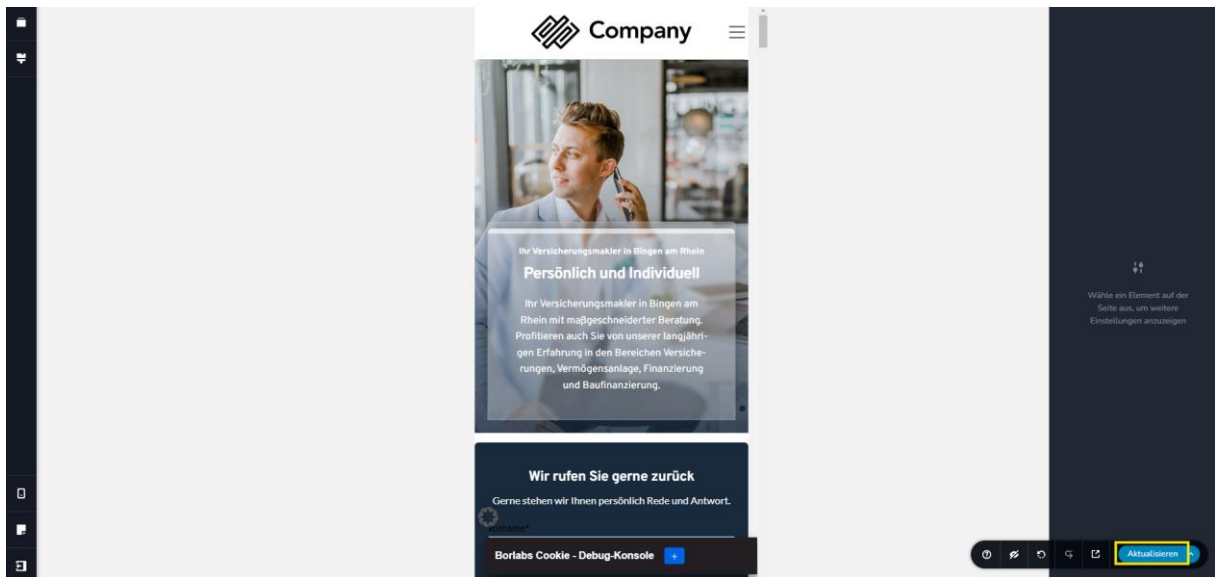 Company
Ihr Versicherungsmakler in Bingen am Rhein
Persönlich und Individuell
Ihr Versicherungsmakler in Bingen am
Rhein mit maßgeschneiderter Beratung.
Profitieren auch Sie von unserer langjähri-
gen Erfahrung in den Bereichen Versiche-
rungen, Vermögensanlage, Finanzierung
und Baufinanzierung.
Wir rufen Sie gerne zurück
Gerne stehen wir Ihnen persönlich Rede und Antwort.
Vorname*
Borlabs Cookie - Debug-Konsole +
Wähle ein Element auf der
Seite aus, um weitere
Einstellungen anzuzeigen
Aktualisieren